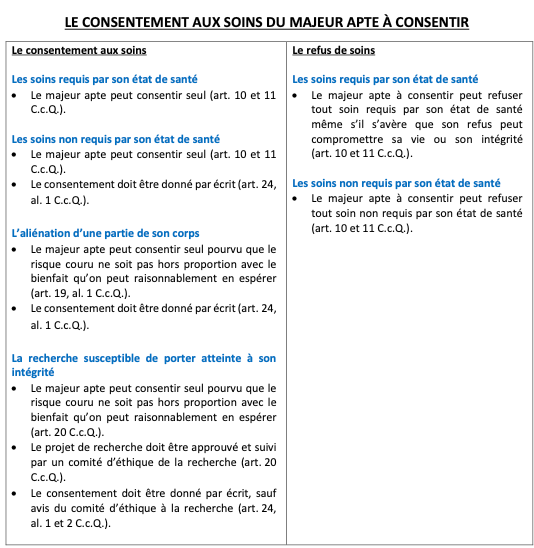 LE CONSENTEMENT AUX SOINS DU MAJEUR APTE À CONSENTIR
Le consentement aux soins
Les soins requis par son état de santé
• Le majeur apte peut consentir seul (art. 10 et 11
C.c.Q.).
Les soins non requis par son état de santé
• Le majeur apte peut consentir seul (art. 10 et 11
C.c.Q.).
• Le consentement doit être donné par écrit (art. 24,
al. 1 C.c.Q.).
L'aliénation d'une partie de son corps
• Le majeur apte peut consentir seul pourvu que le
risque couru ne soit pas hors proportion avec le
bienfait qu'on peut raisonnablement en espérer
(art. 19, al. 1 C.c.Q.).
• Le consentement doit être donné par écrit (art. 24,
al. 1 C.c.Q.).
La recherche susceptible de porter atteinte à son
intégrité
• Le majeur apte peut consentir seul pourvu que le
risque couru ne soit pas hors proportion avec le
bienfait qu'on peut raisonnablement en espérer
(art. 20 C.c.Q.).
• Le projet de recherche doit être approuvé et suivi
par un comité d'éthique de la recherche (art. 20
C.c.Q.).
• Le consentement doit être donné par écrit, sauf
avis du comité d'éthique à la recherche (art. 24,
al. 1 et 2 C.c.Q.).
Le refus de soins
Les soins requis par son état de santé
• Le majeur apte à consentir peut refuser
tout soin requis par son état de santé
même s'il s'avère que son refus peut
compromettre sa vie ou son intégrité
(art. 10 et 11 C.c.Q.).
Les soins non requis par son état de santé
• Le majeur apte à consentir peut refuser
tout soin non requis par son état de santé
(art. 10 et 11 C.c.Q.).